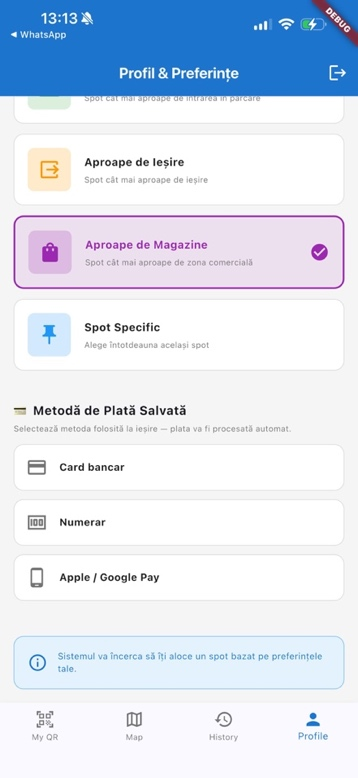 13:13
DEBUG
◀ WhatsApp
Profil & Preferințe
Spot cât mai aproape de intrarea în parcare
Aproape de Ieșire
Spot cât mai aproape de ieșire
Aproape de Magazine
Spot cât mai aproape de zona comercială
Spot Specific
Alege întotdeauna același spot
Metodă de Plată Salvată
Selectează metoda folosită la ieșire — plata va fi procesată automat.
Card bancar
Numerar
Apple / Google Pay
Sistemul va încerca să îți aloce un spot bazat pe preferințele
tale.
My QR
Map
History
Profile